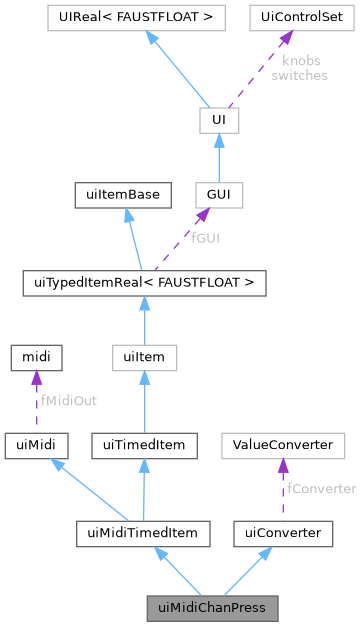 UIReal< FAUSTFLOAT >
UiControlSet
knobs
switches
UI
uiItemBase
GUI
fGUI
uiTypedItemReal< FAUSTFLOAT >
midi
uiItem
fMidiOut
uiMidi
uiTimedItem
ValueConverter
fConverter
uiMidiTimedItem
uiConverter
uiMidiChanPress